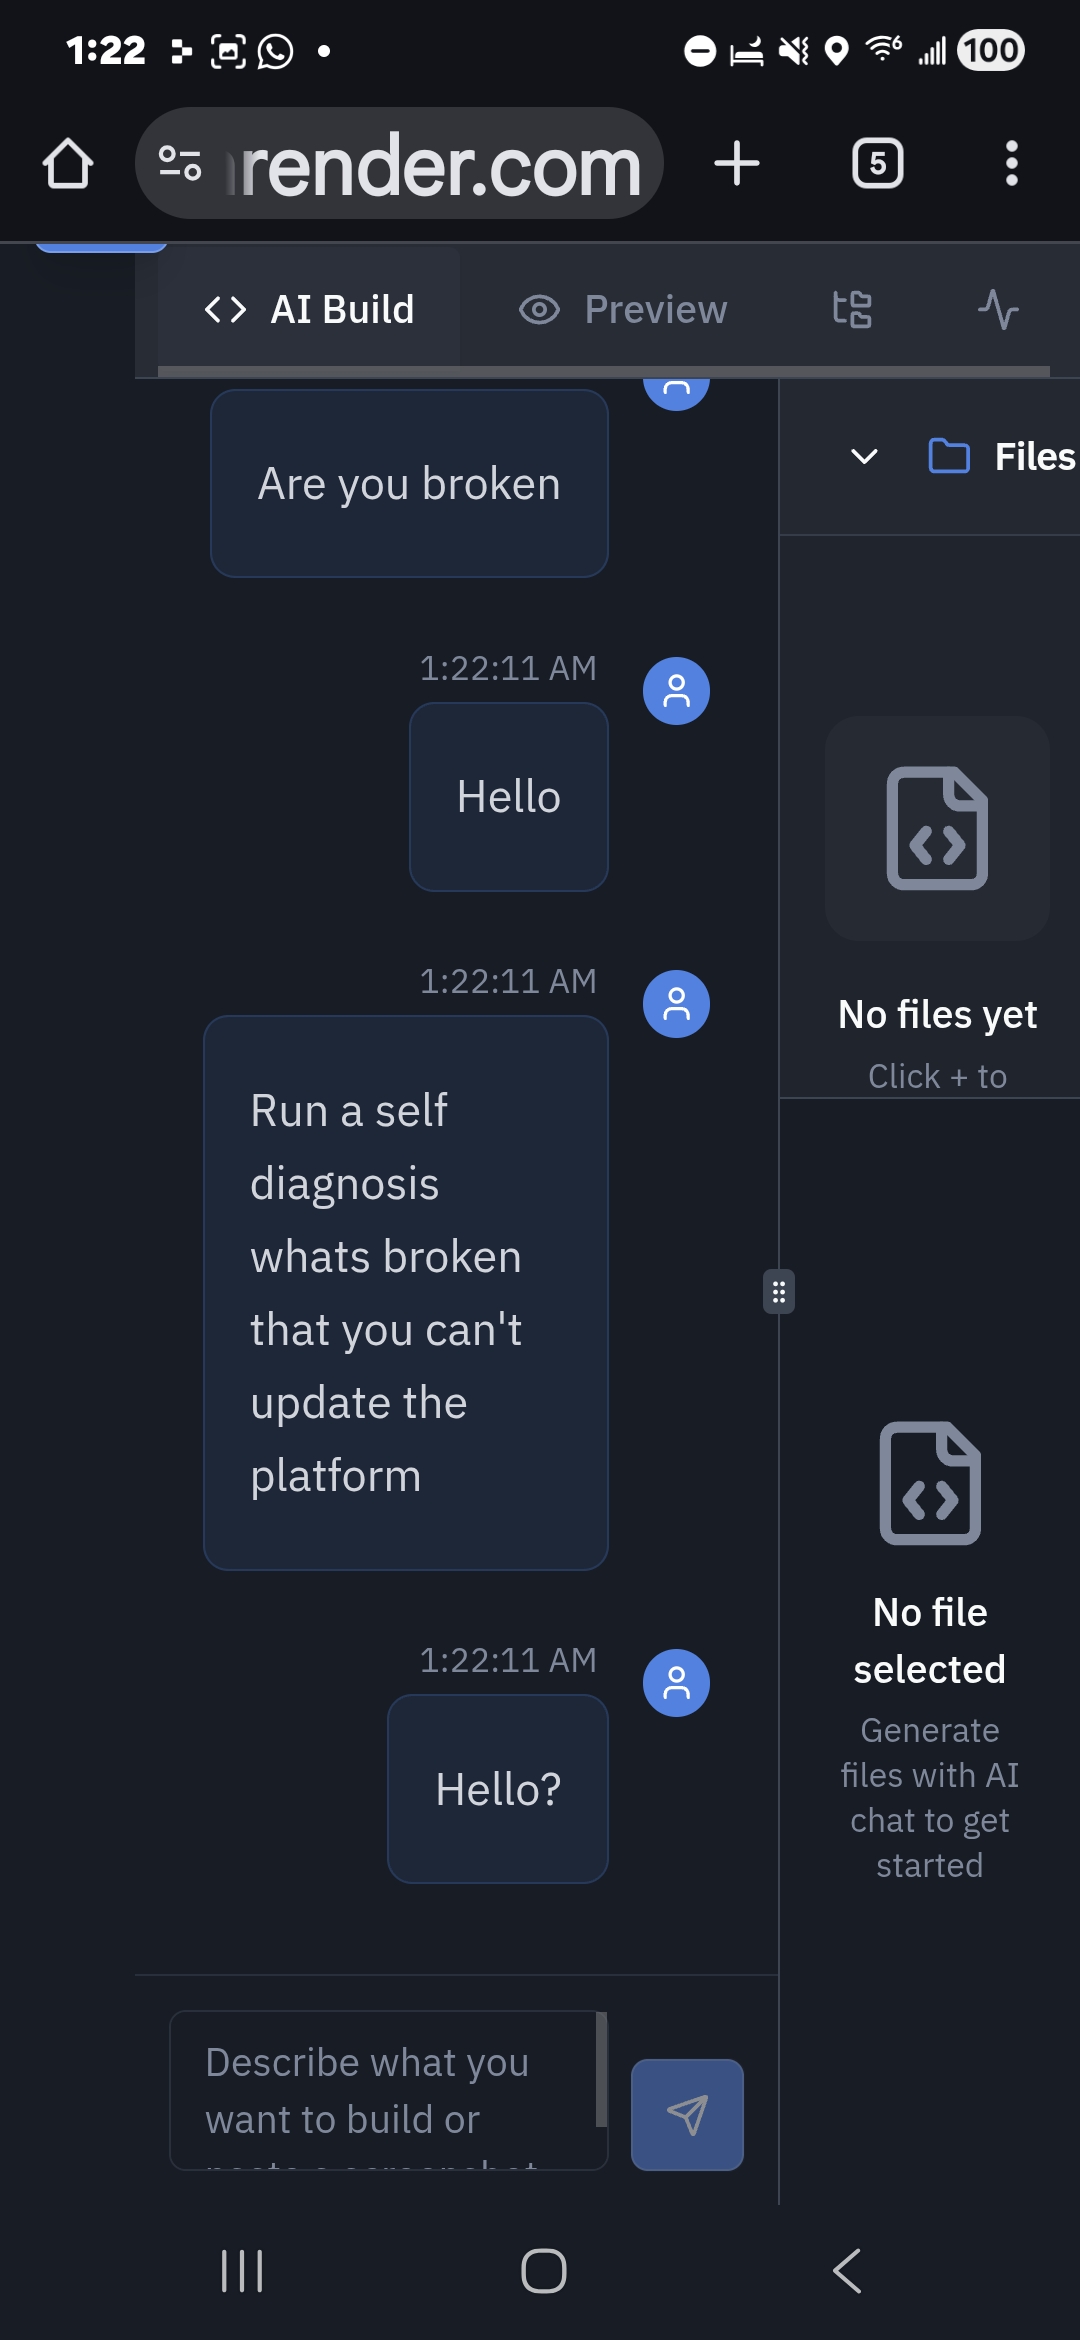 1:22
100
render.com
5
AI Build
Preview
Are you broken
Files
1:22:11 AM
Hello
No files yet
Click + to
1:22:11 AM
Run a self
diagnosis
whats broken
that you can't
update the
platform
No file
selected
Generate
files with AI
chat to get
started
1:22:11 AM
Hello?
Describe what you
want to build or
paste a screenshot